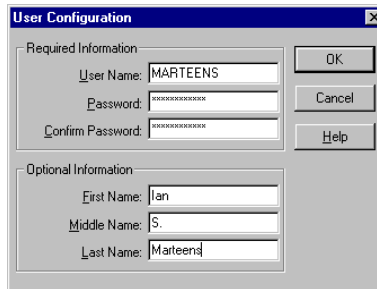 User Configuration
Required Information
User Name: MARTEENS
OK
Password: ************
Cancel
Confirm Password: ************
Help
Optional Information
First Name: Ian
Middle Name: S.
Last Name: Marteens